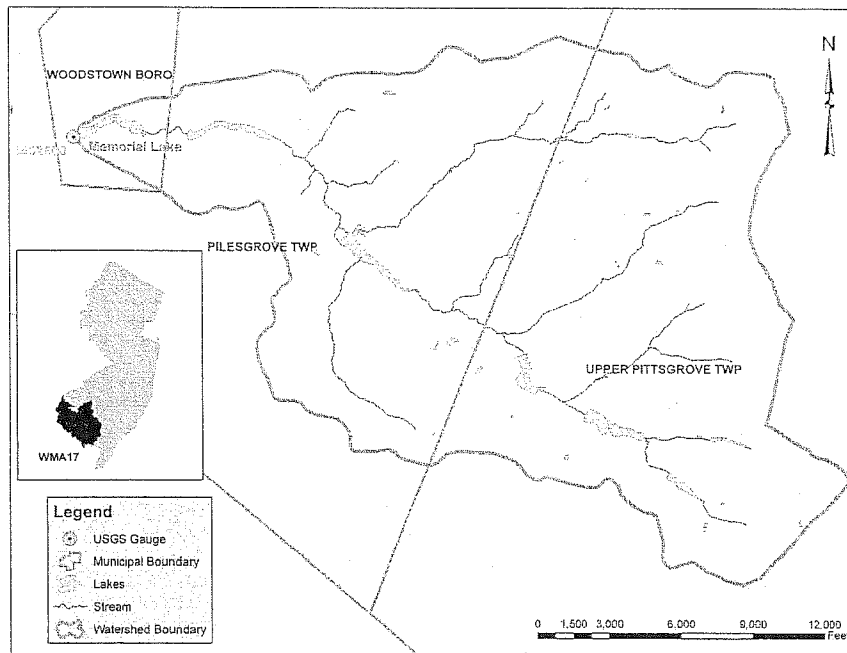 WOODSTOWN BORO
N
Memorial Lake
PILESGROVE TWP
UPPER PITTSGROVE TWP
WMA17
Legend
USGS Gauge
Municipal Boundary
Lakes
Stream
Watershed Boundary
0 1,500 3,000 6,000 9,000 12,000
Feet